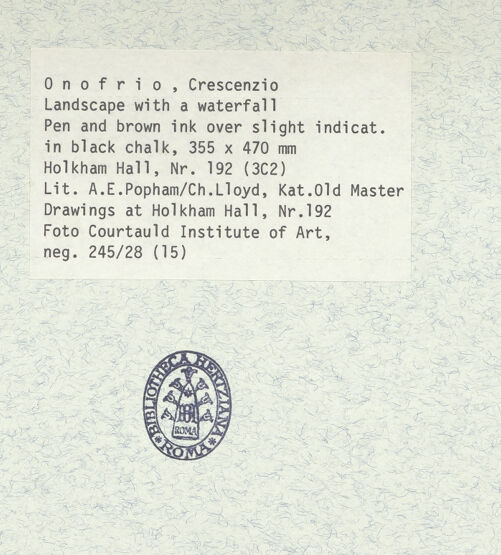 O n o f r i o , Crescenzio
Landscape with a waterfall
Pen and brown ink over slight indicat.
in black chalk, 355 x 470 mm
Holkham Hall, Nr. 192 (3C2)
Lit. A.E.Popham/Ch.Lloyd, Kat.Old Master
Drawings at Holkham Hall, Nr.192
Foto Courtauld Institute of Art,
neg. 245/28 (15)
BIBLIOTHECA HERTZIANA
BH
ROMA
* ROMA *